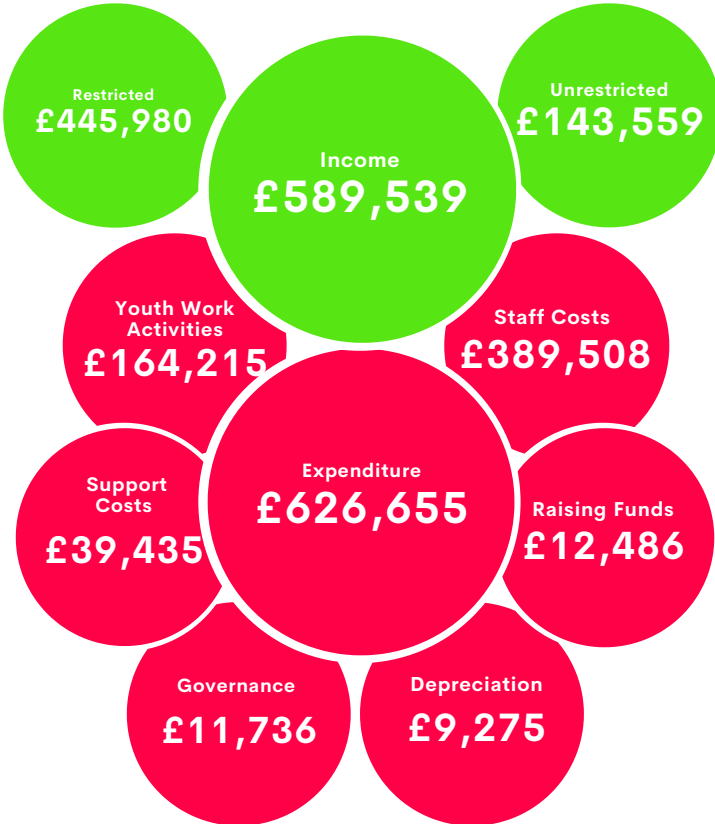 Restricted
£445,980
Unrestricted
£143,559
Income
£589,539
Youth Work
Activities
£164,215
Staff Costs
£389,508
Expenditure
£626,655
Support
Costs
£39,435
Raising Funds
£12,486
Governance
£11,736
Depreciation
£9,275